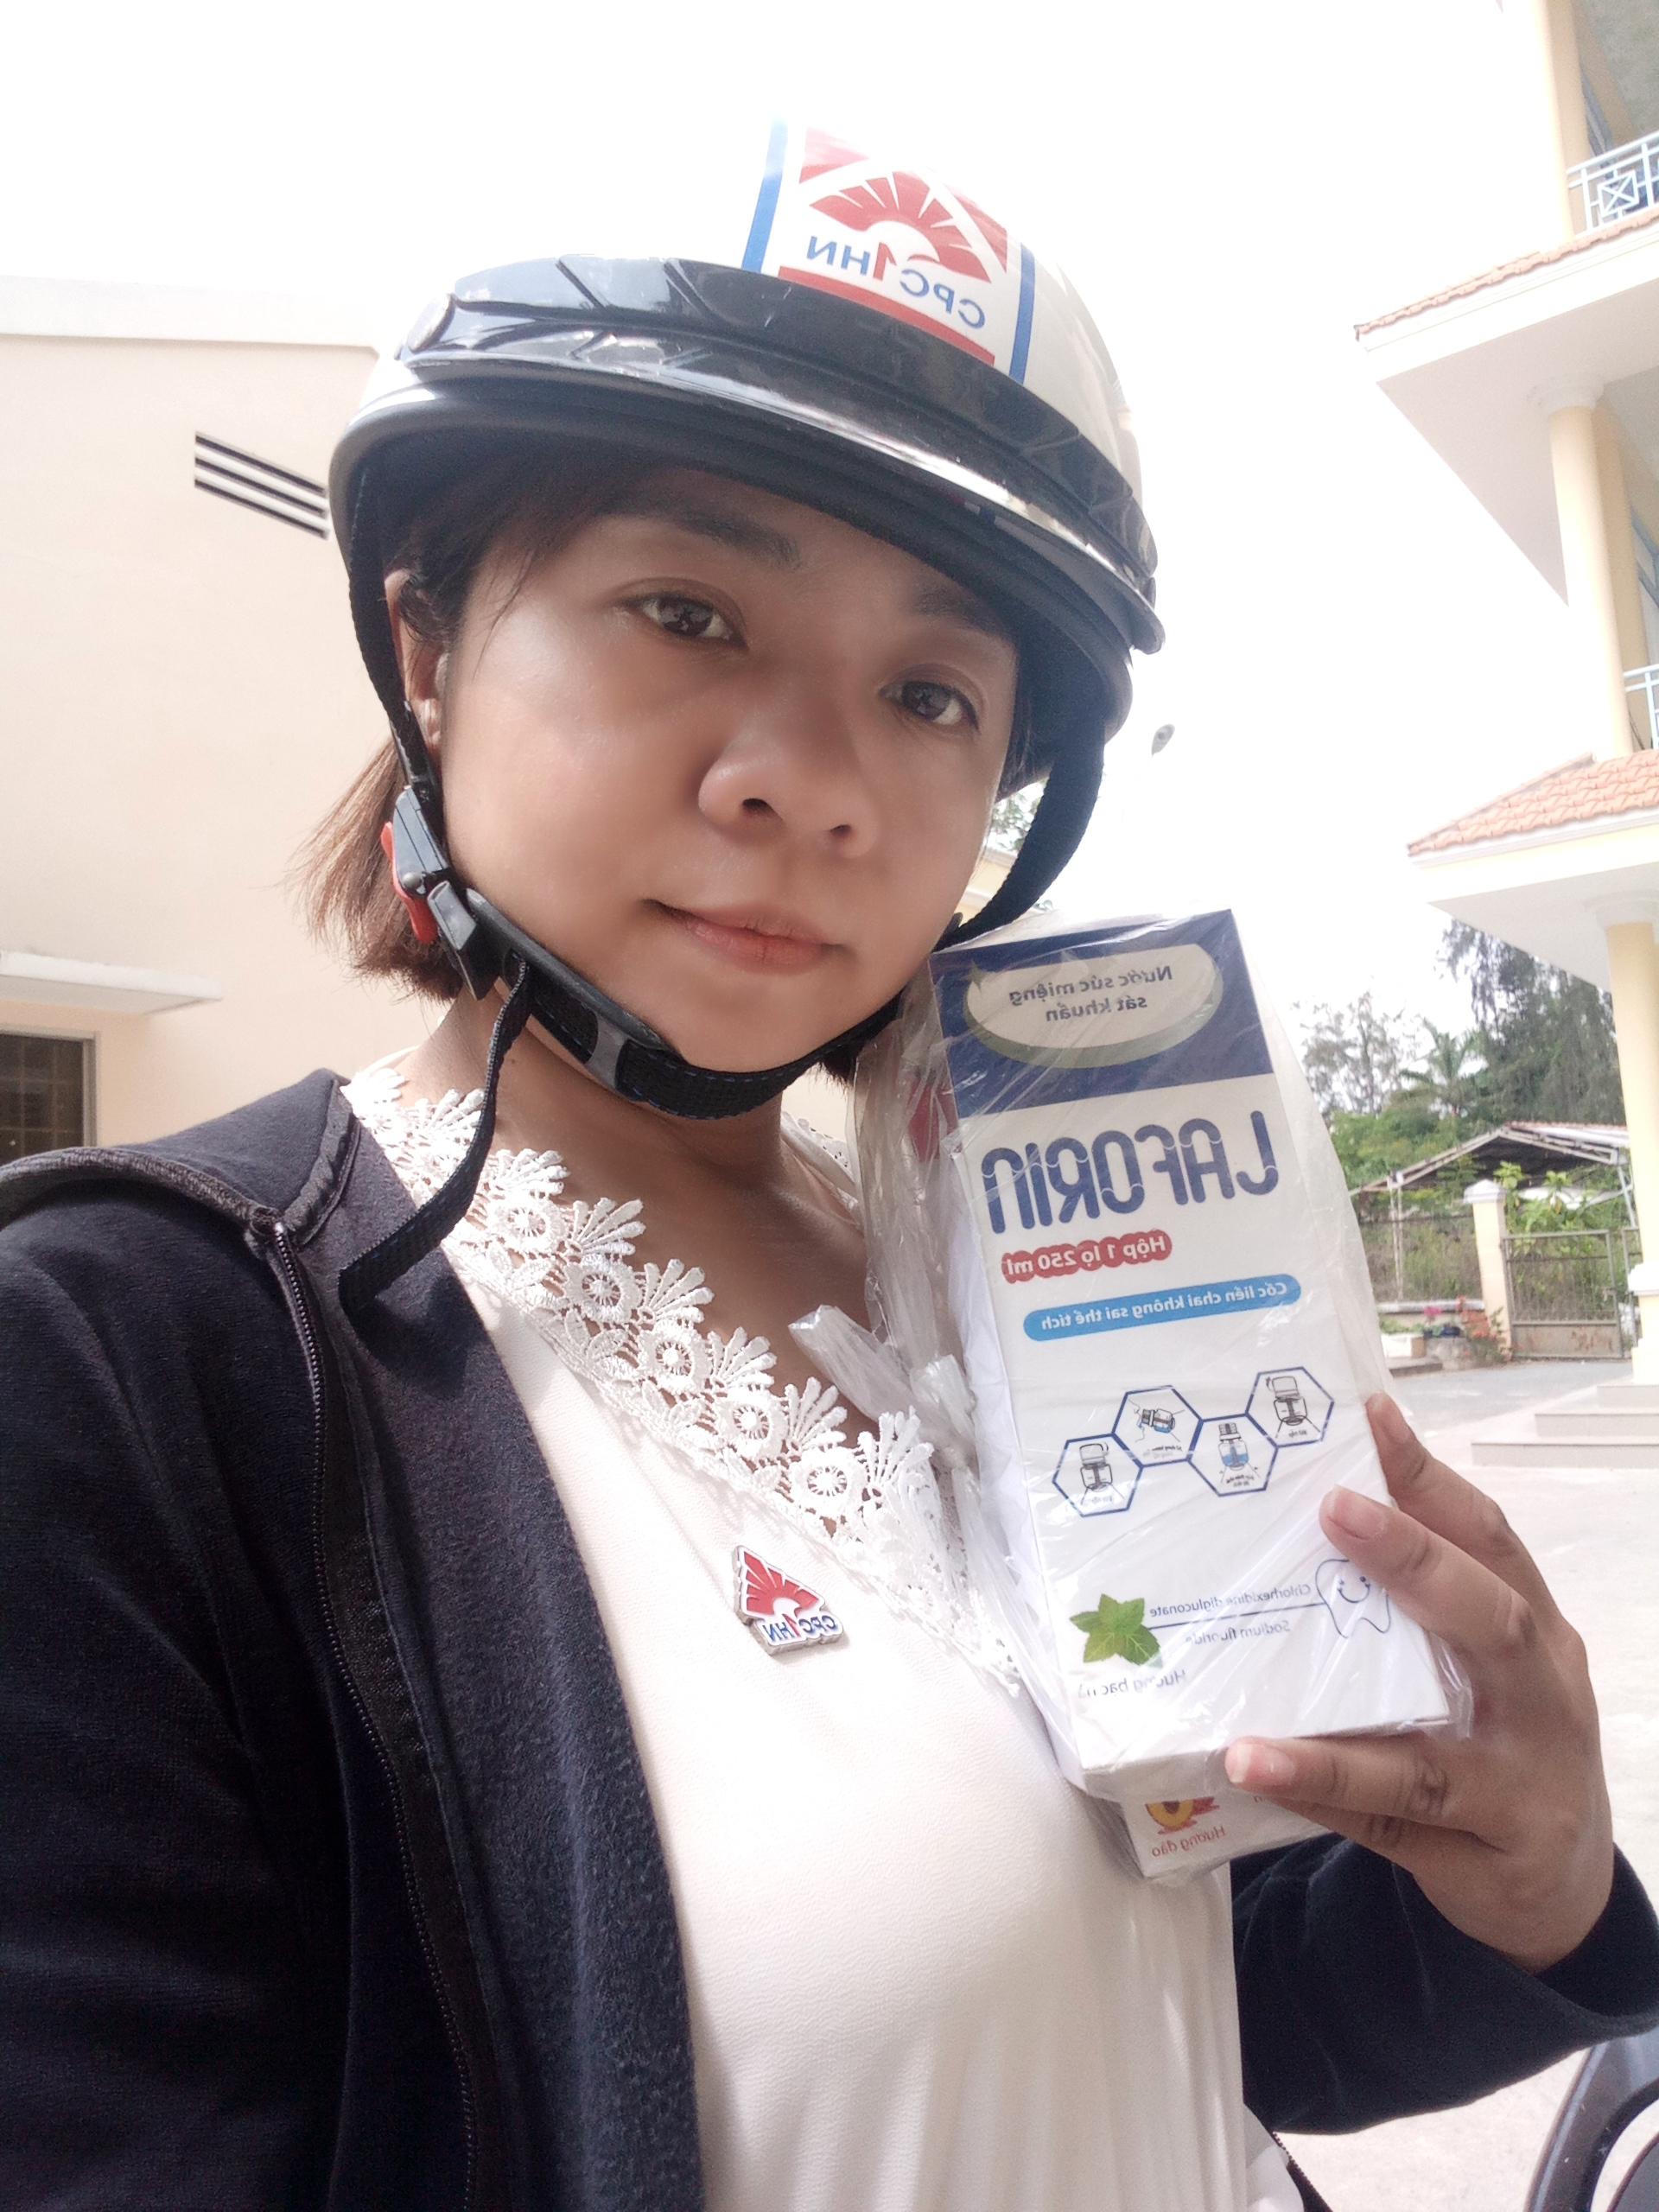 CPC1HN
Nước súc miệng
sát khuẩn
LAFORIN
Hộp 1 lọ 250 ml
Cốc liền chai không sai thể tích
Chlorhexidine digluconate
Sodium fluoride
Hương bạc hà
CPC1HN
Hương đào